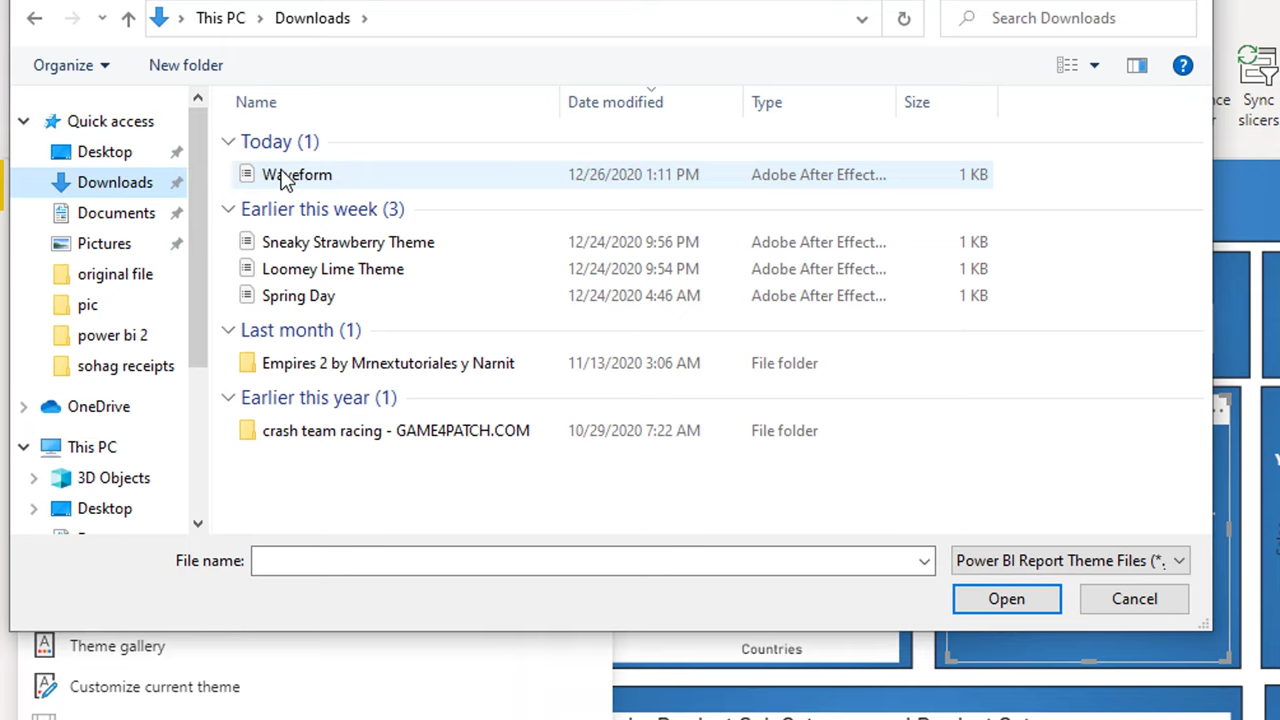 This PC > Downloads >
Search Downloads
Organize
New folder
Name
Date modified
Type
Size
Quick access
Desktop
Downloads
Documents
Pictures
original file
pic
power bi 2
sohag receipts
OneDrive
This PC
3D Objects
Desktop
Today (1)
Waveform 12/26/2020 1:11 PM Adobe After Effect... 1 KB
Earlier this week (3)
Sneaky Strawberry Theme 12/24/2020 9:56 PM Adobe After Effect... 1 KB
Loomey Lime Theme 12/24/2020 9:54 PM Adobe After Effect... 1 KB
Spring Day 12/24/2020 4:46 AM Adobe After Effect... 1 KB
Last month (1)
Empires 2 by Mrnextutoriales y Narnit 11/13/2020 3:06 AM File folder
Earlier this year (1)
crash team racing - GAME4PATCH.COM 10/29/2020 7:22 AM File folder
File name:
Power BI Report Theme Files (*.
Open
Cancel
Sync
slicers
Theme gallery
Customize current theme
Countries